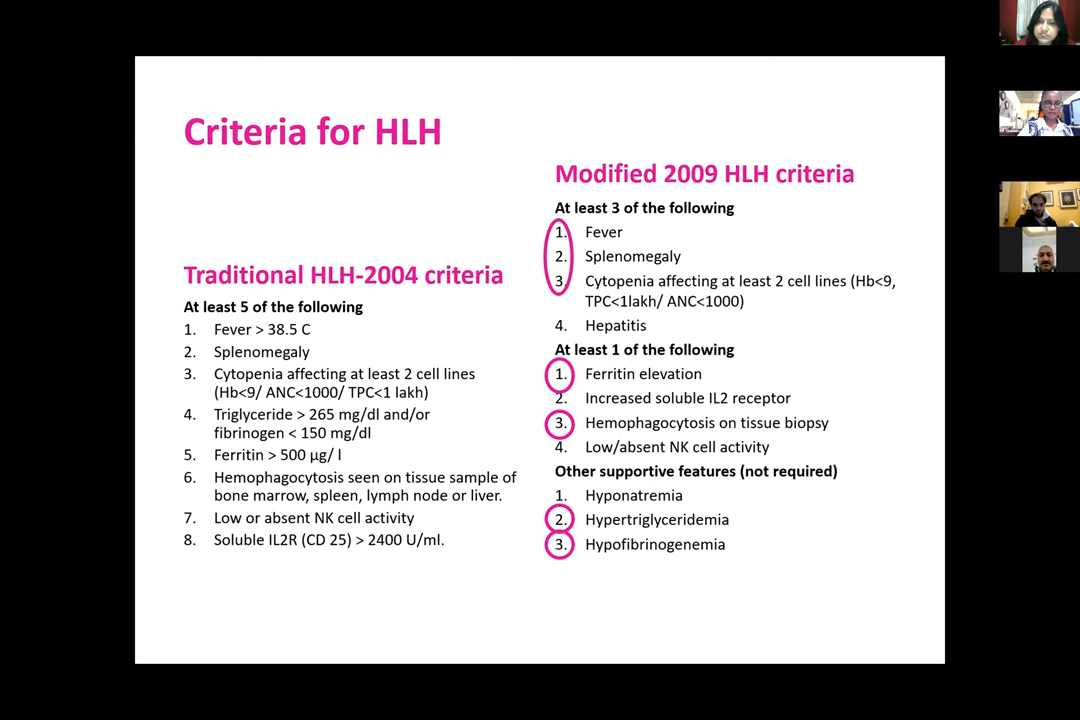 Criteria for HLH
Traditional HLH-2004 criteria
At least 5 of the following
1. Fever > 38.5 C
2. Splenomegaly
3. Cytopenia affecting at least 2 cell lines
(Hb<9/ ANC<1000/ TPC<1 lakh)
4. Triglyceride > 265 mg/dl and/or
fibrinogen < 150 mg/dl
5. Ferritin > 500 µg/ l
6. Hemophagocytosis seen on tissue sample of
bone marrow, spleen, lymph node or liver.
7. Low or absent NK cell activity
8. Soluble IL2R (CD 25) > 2400 U/ml.
Modified 2009 HLH criteria
At least 3 of the following
1. Fever
2. Splenomegaly
3. Cytopenia affecting at least 2 cell lines (Hb<9,
TPC<1lakh/ ANC<1000)
4. Hepatitis
At least 1 of the following
1. Ferritin elevation
2. Increased soluble IL2 receptor
3. Hemophagocytosis on tissue biopsy
4. Low/absent NK cell activity
Other supportive features (not required)
1. Hyponatremia
2. Hypertriglyceridemia
3. Hypofibrinogenemia